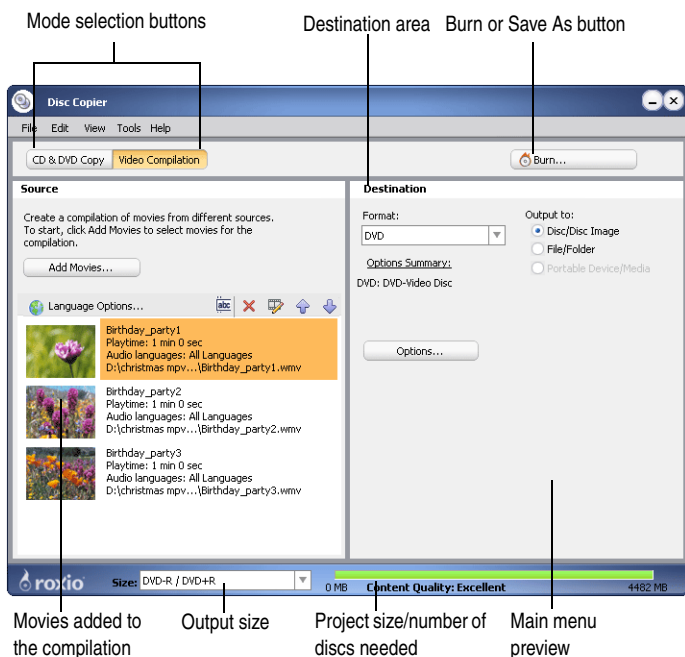 Mode selection buttons
Destination area
Burn or Save As button
Disc Copier
File Edit View Tools Help
CD & DVD Copy
Video Compilation
Burn...
Source
Create a compilation of movies from different sources.
To start, click Add Movies to select movies for the
compilation.
Add Movies...
Language Options...
abc
Birthday_party1
Playtime: 1 min 0 sec
Audio languages: All Languages
D:\christmas mpv...\Birthday_party1.wmv
Birthday_party2
Playtime: 1 min 0 sec
Audio languages: All Languages
D:\christmas mpv...\Birthday_party2.wmv
Birthday_party3
Playtime: 1 min 0 sec
Audio languages: All Languages
D:\christmas mpv...\Birthday_party3.wmv
Destination
Format:
DVD
Options Summary:
DVD: DVD-Video Disc
Options...
Output to:
Disc/Disc Image
File/Folder
Portable Device/Media
roxio
Size:
DVD-R / DVD+R
0 MB
Content Quality: Excellent
4482 MB
Movies added to
the compilation
Output size
Project size/number of
discs needed
Main menu
preview